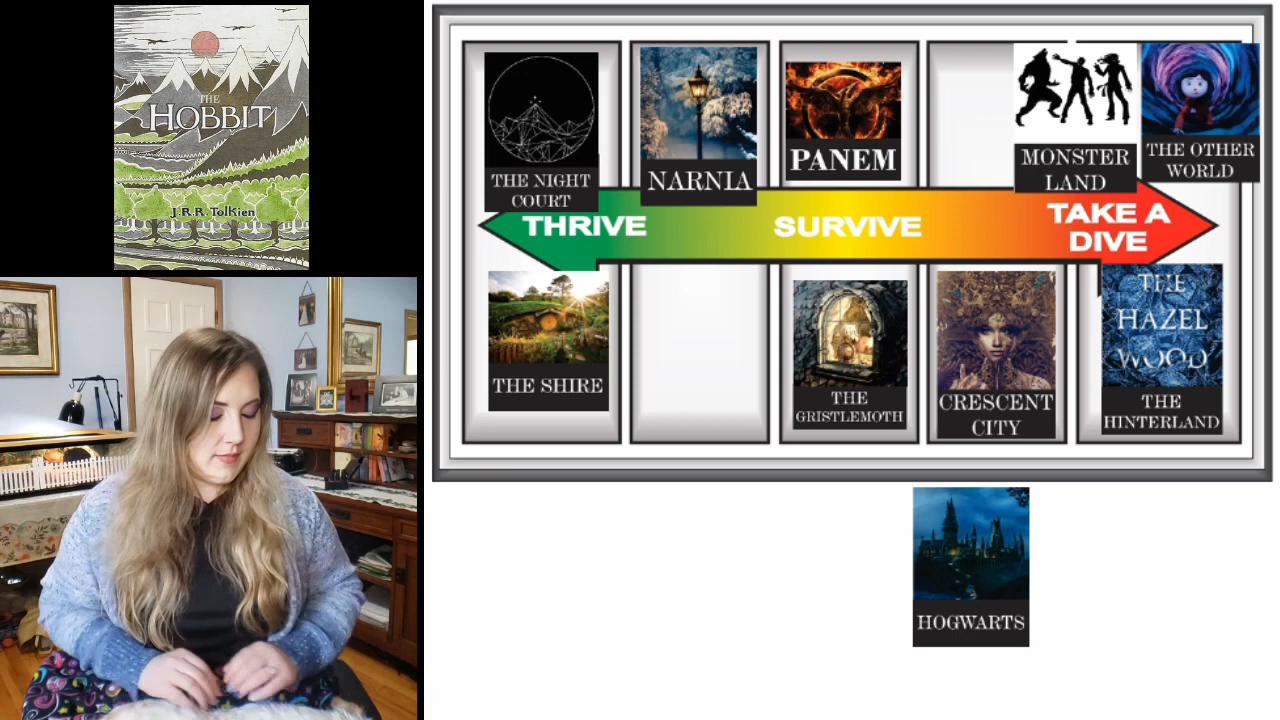 THE
HOBBIT
J.R.R. Tolkien
THE NIGHT
COURT
NARNIA
PANEM
MONSTER
LAND
THE OTHER
WORLD
THRIVE
SURVIVE
TAKE A
DIVE
THE SHIRE
THE
GRISTLEMOTH
CRESCENT
CITY
THE
HAZEL
WOOD
THE
HINTERLAND
HOGWARTS